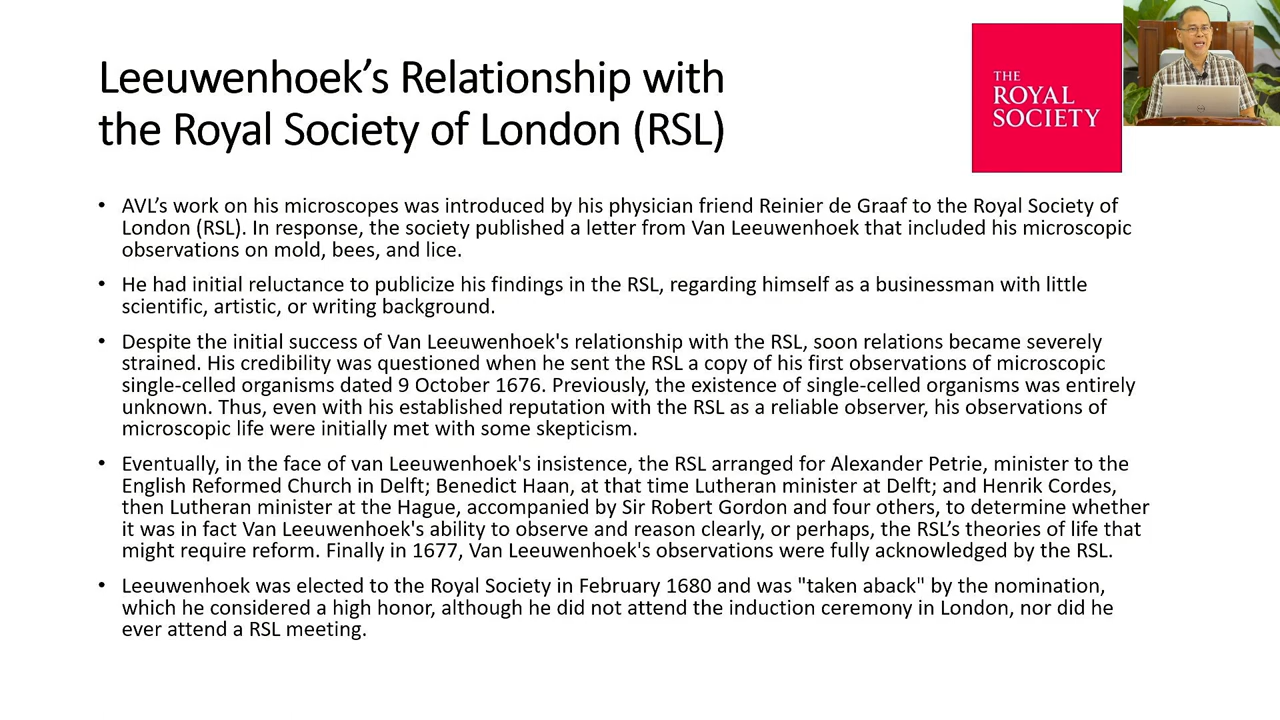 Leeuwenhoek’s Relationship with
the Royal Society of London (RSL)
THE
ROYAL
SOCIETY
• AVL’s work on his microscopes was introduced by his physician friend Reinier de Graaf to the Royal Society of
London (RSL). In response, the society published a letter from Van Leeuwenhoek that included his microscopic
observations on mold, bees, and lice.
• He had initial reluctance to publicize his findings in the RSL, regarding himself as a businessman with little
scientific, artistic, or writing background.
• Despite the initial success of Van Leeuwenhoek's relationship with the RSL, soon relations became severely
strained. His credibility was questioned when he sent the RSL a copy of his first observations of microscopic
single-celled organisms dated 9 October 1676. Previously, the existence of single-celled organisms was entirely
unknown. Thus, even with his established reputation with the RSL as a reliable observer, his observations of
microscopic life were initially met with some skepticism.
• Eventually, in the face of van Leeuwenhoek's insistence, the RSL arranged for Alexander Petrie, minister to the
English Reformed Church in Delft; Benedict Haan, at that time Lutheran minister at Delft; and Henrik Cordes,
then Lutheran minister at the Hague, accompanied by Sir Robert Gordon and four others, to determine whether
it was in fact Van Leeuwenhoek's ability to observe and reason clearly, or perhaps, the RSL’s theories of life that
might require reform. Finally in 1677, Van Leeuwenhoek's observations were fully acknowledged by the RSL.
• Leeuwenhoek was elected to the Royal Society in February 1680 and was "taken aback" by the nomination,
which he considered a high honor, although he did not attend the induction ceremony in London, nor did he
ever attend a RSL meeting.